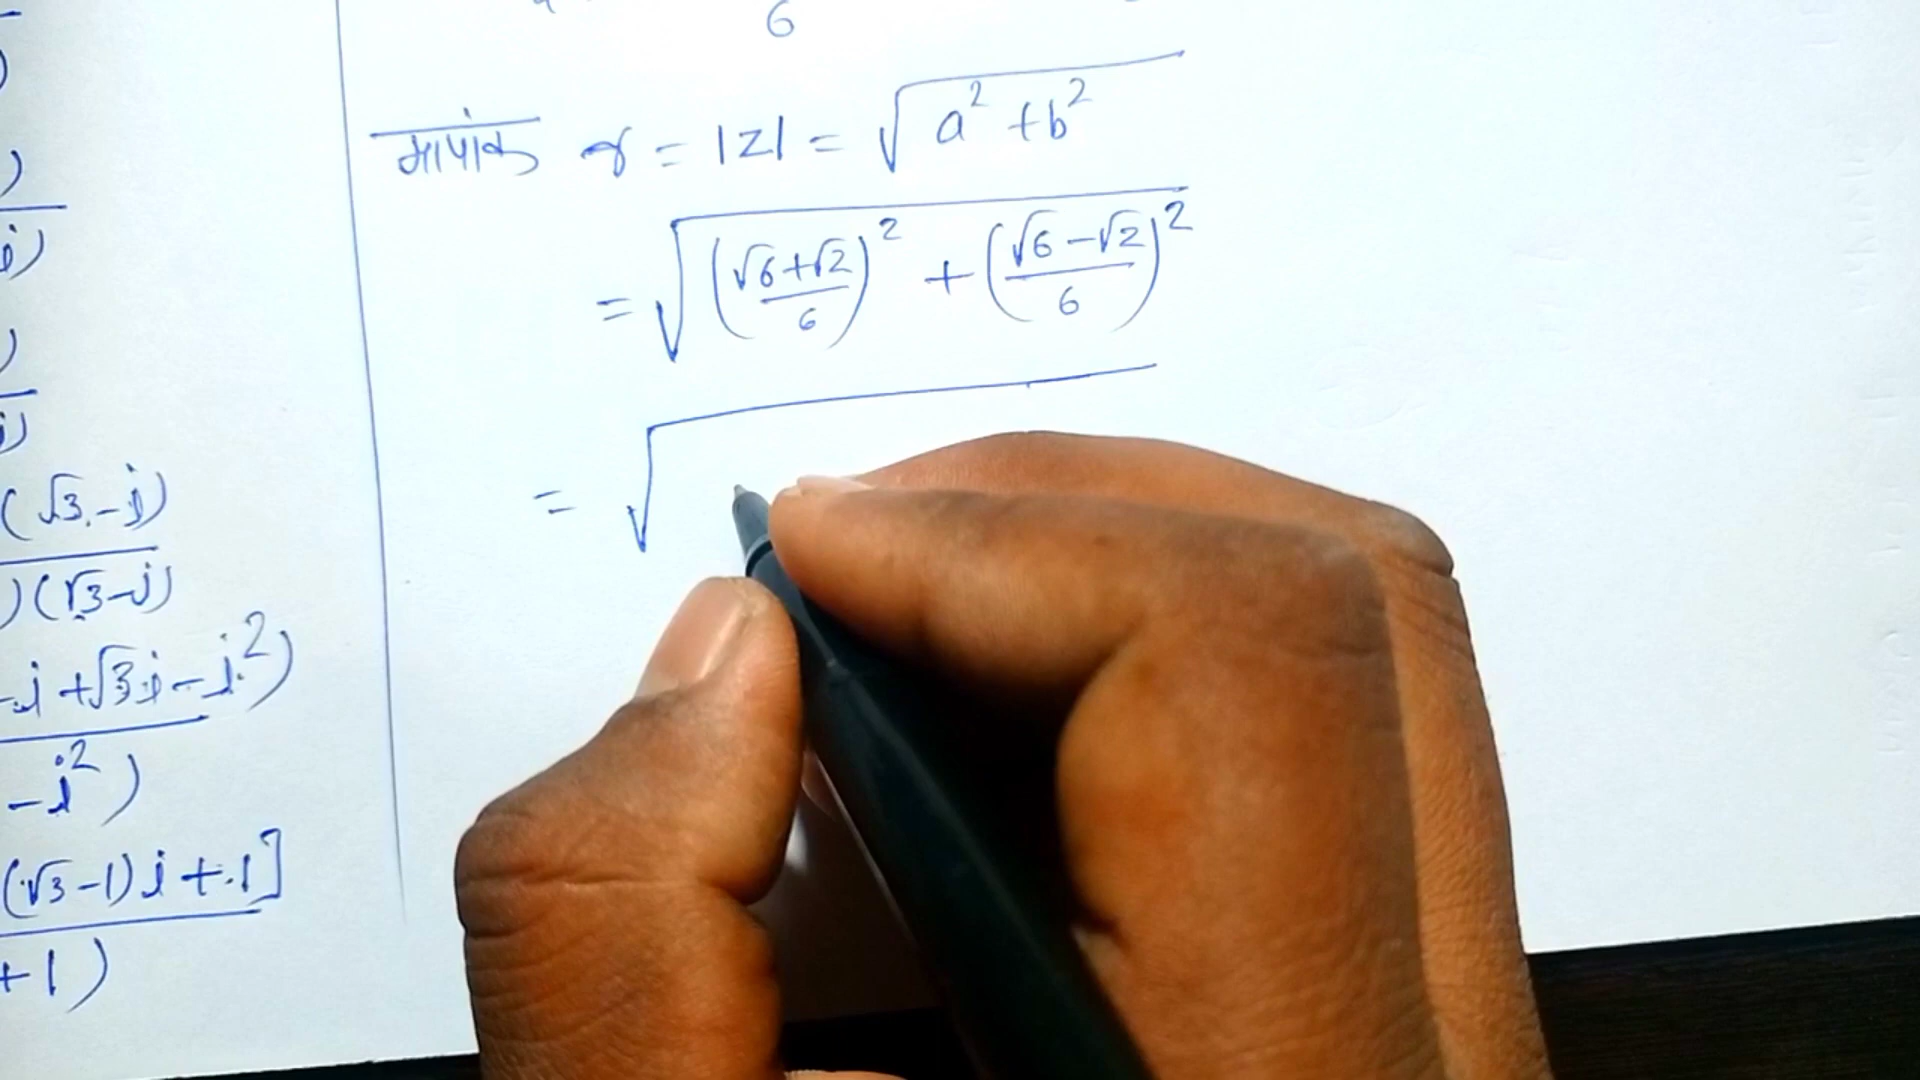 (√3-i)
)(√3-i)
-i+√3i-i²)
-i²)
(√3-1)i+1]
+1)
6
मापांक r = |z| = √a²+b²
= √((√6+√2)/6)² + ((√6-√2)/6)²
= √